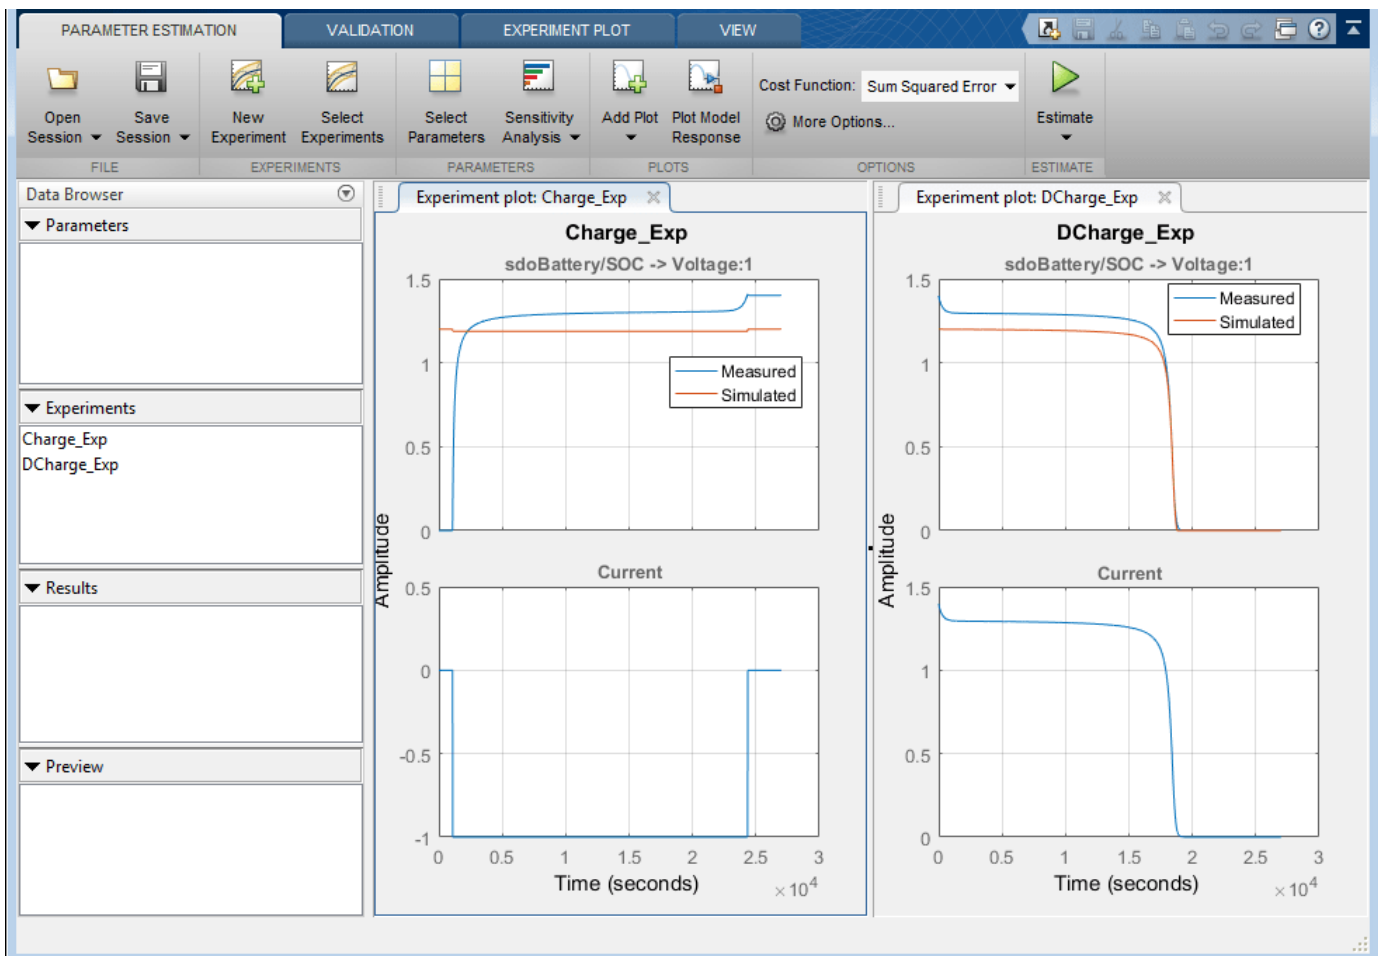 PARAMETER ESTIMATION VALIDATION EXPERIMENT PLOT VIEW
Open Session Save Session New Experiment Select Experiments Select Parameters Sensitivity Analysis Add Plot Plot Model Response Cost Function: Sum Squared Error Estimate
More Options...
FILE EXPERIMENTS PARAMETERS PLOTS OPTIONS ESTIMATE
Data Browser
Parameters
Experiments
Charge_Exp
DCharge_Exp
Results
Preview
Experiment plot: Charge_Exp
Charge_Exp
sdoBattery/SOC -> Voltage:1
1.5
1
0.5
0
Measured
Simulated
Amplitude
Current
0.5
0
-0.5
-1
0 0.5 1 1.5 2 2.5 3
Time (seconds)
×10^4
Experiment plot: DCharge_Exp
DCharge_Exp
sdoBattery/SOC -> Voltage:1
1.5
1
0.5
0
Measured
Simulated
Amplitude
Current
1.5
1
0.5
0
0 0.5 1 1.5 2 2.5 3
Time (seconds)
×10^4